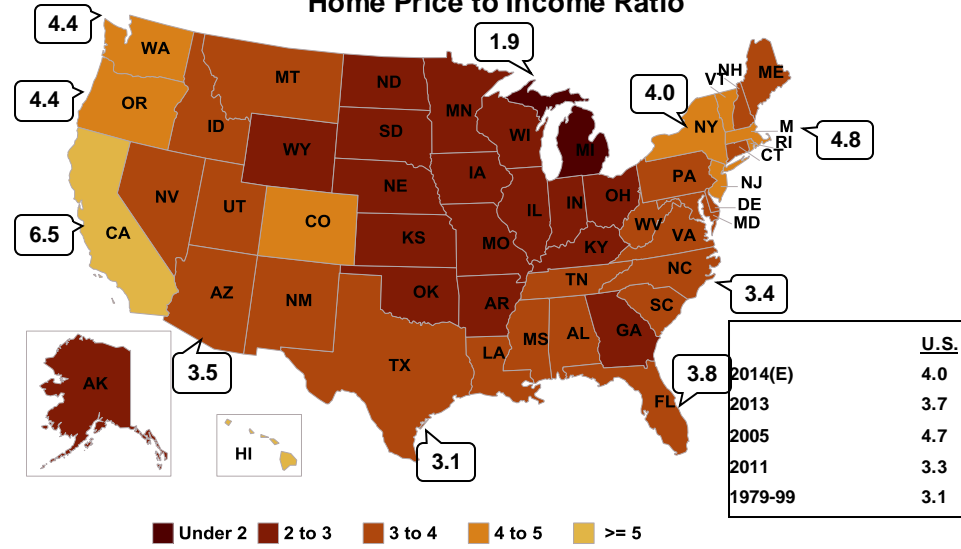 Home Price to Income Ratio
4.4
WA
1.9
MT
ND
NH
ME
VT
4.4
OR
ID
MN
4.0
NY
M
4.8
SD
WI
RI
WY
MI
CT
NE
IA
PA
NJ
NV
UT
OH
DE
IL
IN
CO
WV
MD
6.5
CA
KS
MO
VA
KY
NC
TN
AZ
NM
OK
AR
3.4
SC
MS
AL
GA
LA
U.S.
TX
3.5
3.8
2014(E) 4.0
AK
FL
2013 3.7
2005 4.7
HI
3.1
2011 3.3
1979-99 3.1
Under 2
2 to 3
3 to 4
4 to 5
>= 5